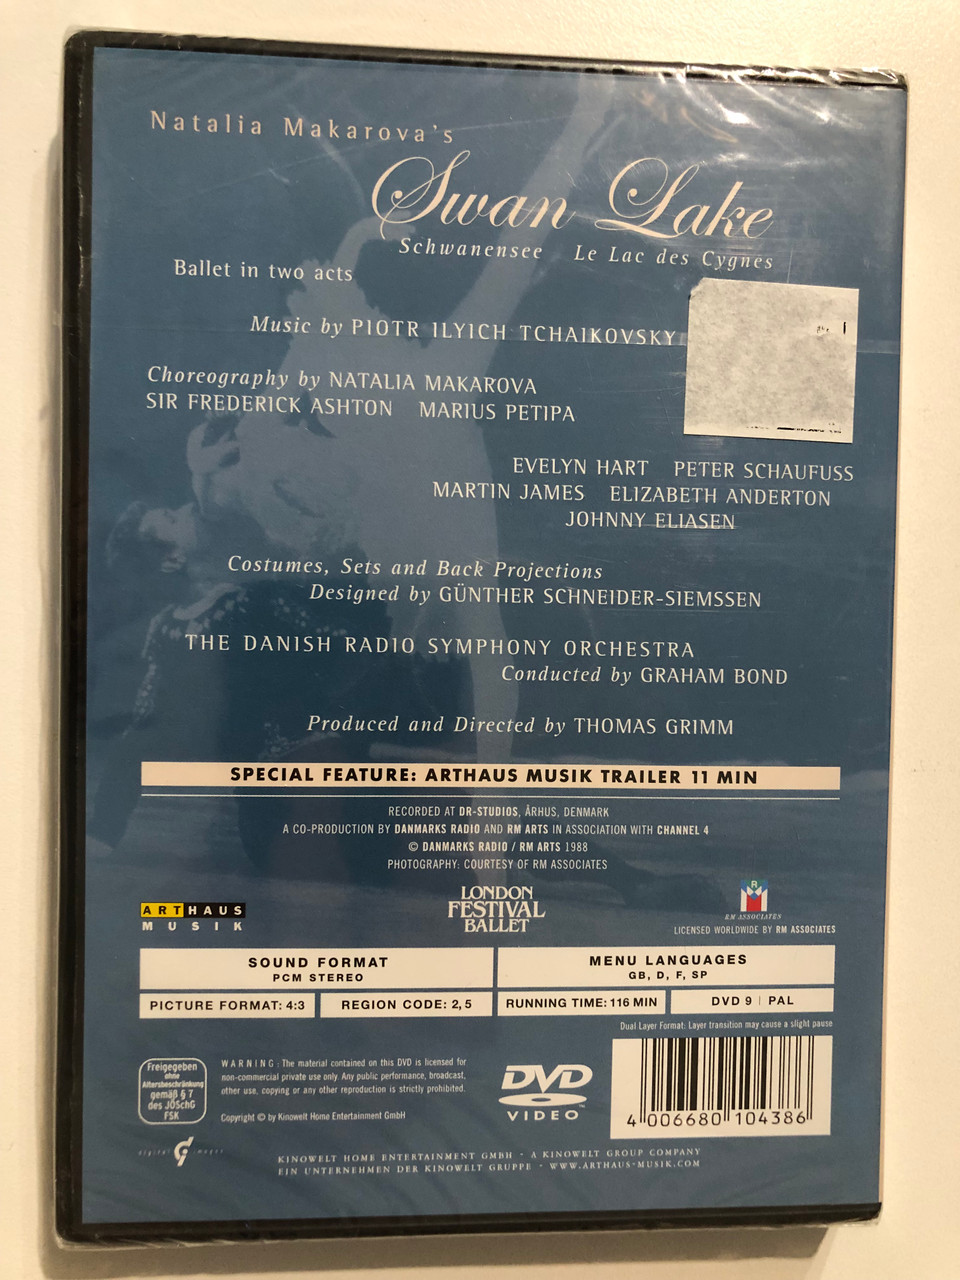 Natalia Makarova's
Swan Lake
Schwanensee Le Lac des Cygnes
Ballet in two acts
Music by PIOTR ILYICH TCHAIKOVSKY
Choreography by NATALIA MAKAROVA
SIR FREDERICK ASHTON MARIUS PETIPA
EVELYN HART PETER SCHAUFUSS
MARTIN JAMES ELIZABETH ANDERTON
JOHNNY ELIASEN
Costumes, Sets and Back Projections
Designed by GÜNTHER SCHNEIDER-SIEMSSEN
THE DANISH RADIO SYMPHONY ORCHESTRA
Conducted by GRAHAM BOND
Produced and Directed by THOMAS GRIMM
SPECIAL FEATURE: ARTHAUS MUSIK TRAILER 11 MIN
RECORDED AT DR-STUDIOS, ÅRHUS, DENMARK
A CO-PRODUCTION BY DANMARKS RADIO AND RM ARTS IN ASSOCIATION WITH CHANNEL 4
© DANMARKS RADIO / RM ARTS 1988
PHOTOGRAPHY: COURTESY OF RM ASSOCIATES
ARTHAUS
MUSIK
LONDON
FESTIVAL
BALLET
R M
RM ASSOCIATES
LICENSED WORLDWIDE BY RM ASSOCIATES
SOUND FORMAT
PCM STEREO
MENU LANGUAGES
GB, D, F, SP
PICTURE FORMAT: 4:3
REGION CODE: 2,5
RUNNING TIME: 116 MIN
DVD 9 | PAL
Dual Layer Format: Layer transition may cause a slight pause
Freigegeben
ohne
Altersbeschränkung
gemäß § 7
des JÖSchG
FSK
WARNING: The material contained on this DVD is licensed for
non-commercial private use only. Any public performance, broadcast,
other use, copying or any other reproduction is strictly prohibited.
Copyright © by Kinowelt Home Entertainment GmbH
DVD
VIDEO™
4 006680 104386
digital images
KINOWELT HOME ENTERTAINMENT GMBH - A KINOWELT GROUP COMPANY
EIN UNTERNEHMEN DER KINOWELT GRUPPE - WWW.ARTHAUS-MUSIK.COM